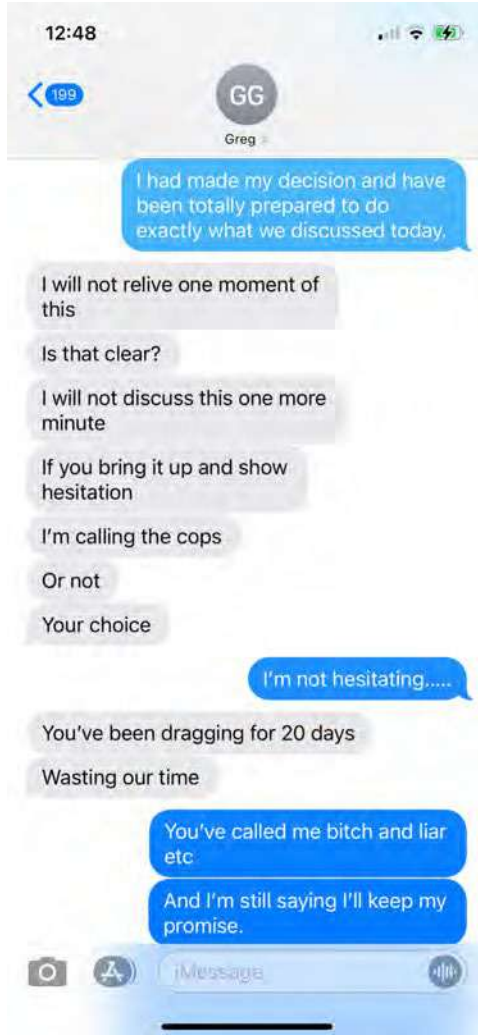 12:48
199
GG
Greg
I had made my decision and have
been totally prepared to do
exactly what we discussed today.
I will not relive one moment of
this
Is that clear?
I will not discuss this one more
minute
If you bring it up and show
hesitation
I'm calling the cops
Or not
Your choice
I'm not hesitating.....
You've been dragging for 20 days
Wasting our time
You've called me bitch and liar
etc
And I'm still saying I'll keep my
promise.
iMessage